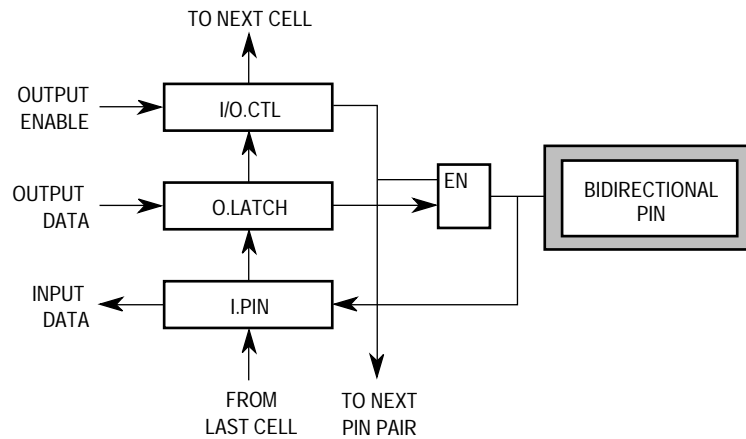 TO NEXT CELL
OUTPUT
ENABLE
I/O.CTL
EN
BIDIRECTIONAL
PIN
OUTPUT
DATA
O.LATCH
INPUT
DATA
I.PIN
FROM
LAST CELL
TO NEXT
PIN PAIR